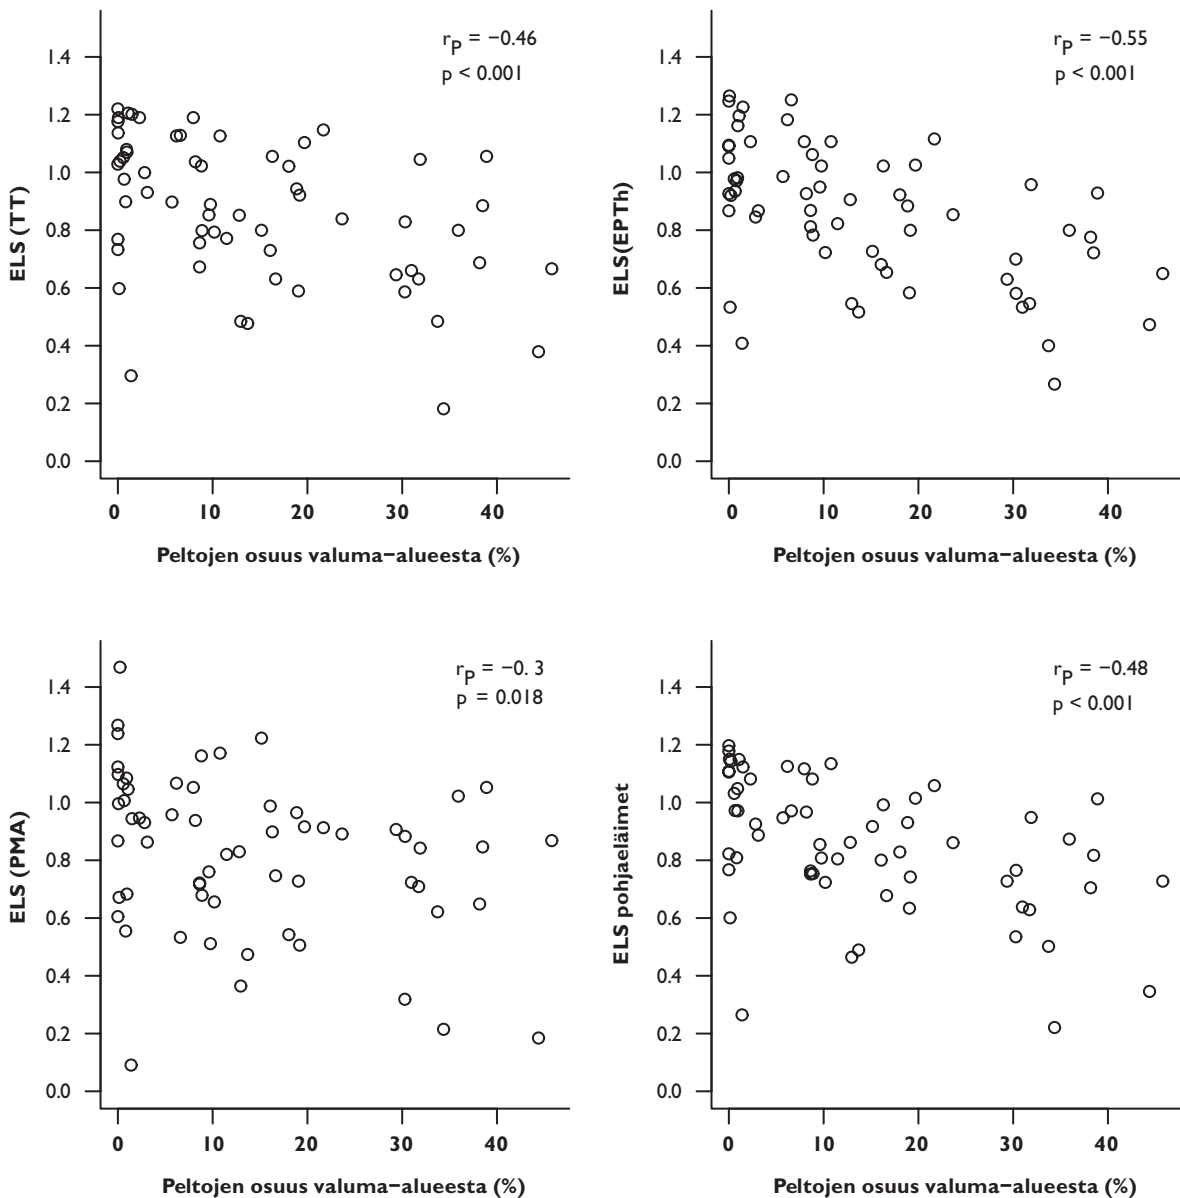 rP = −0.46
p < 0.001
1.4
1.2
1.0
0.8
0.6
0.4
0.2
0.0
ELS (TT)
0 10 20 30 40
Peltojen osuus valuma−alueesta (%)
rP = −0.55
p < 0.001
1.4
1.2
1.0
0.8
0.6
0.4
0.2
0.0
ELS(EPTh)
0 10 20 30 40
Peltojen osuus valuma−alueesta (%)
rP = −0. 3
p = 0.018
1.4
1.2
1.0
0.8
0.6
0.4
0.2
0.0
ELS (PMA)
0 10 20 30 40
Peltojen osuus valuma−alueesta (%)
rP = −0.48
p < 0.001
1.4
1.2
1.0
0.8
0.6
0.4
0.2
0.0
ELS pohjaeläimet
0 10 20 30 40
Peltojen osuus valuma−alueesta (%)